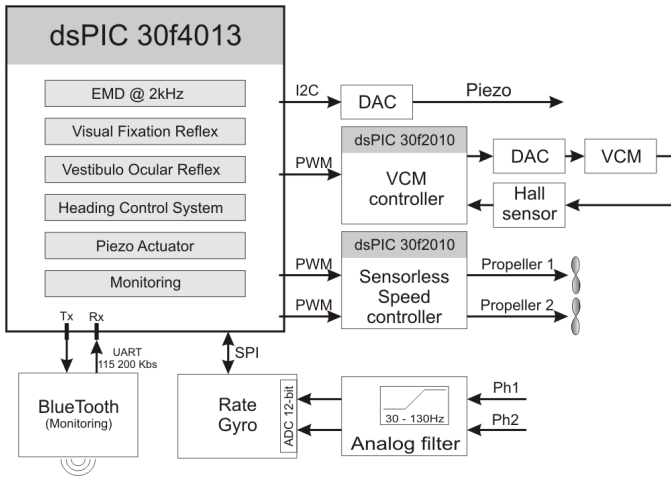 dsPIC 30f4013
EMD @ 2kHz
Visual Fixation Reflex
Vestibulo Ocular Reflex
Heading Control System
Piezo Actuator
Monitoring
I2C
DAC
Piezo
PWM
dsPIC 30f2010
VCM
controller
DAC
VCM
Hall
sensor
PWM
PWM
dsPIC 30f2010
Sensorless
Speed
controller
Propeller 1
Propeller 2
Tx
Rx
UART
115 200 Kbs
SPI
BlueTooth
(Monitoring)
Rate
Gyro
ADC 12-bit
30 - 130Hz
Analog filter
Ph1
Ph2